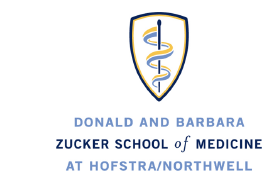 DONALD AND BARBARA
ZUCKER SCHOOL of MEDICINE
AT HOFSTRA/NORTHWELL